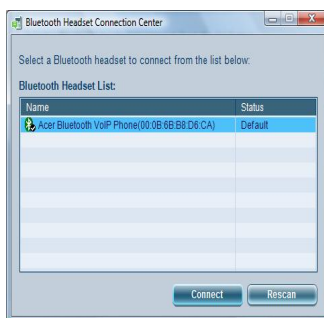 Bluetooth Headset Connection Center
Select a Bluetooth headset to connect from the list below:
Bluetooth Headset List:
Name Status
Acer Bluetooth VoIP Phone(00:0B:6B:B8:D6:CA) Default
Connect Rescan